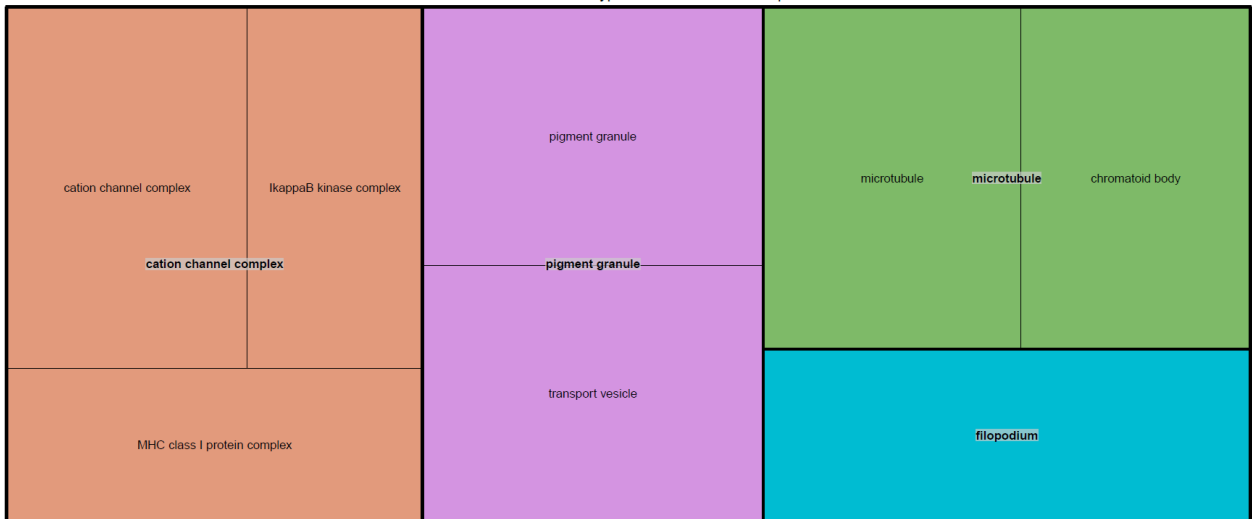 pigment granule
cation channel complex
IkappaB kinase complex
microtubule
microtubule
chromatoid body
cation channel complex
pigment granule
transport vesicle
MHC class I protein complex
filopodium